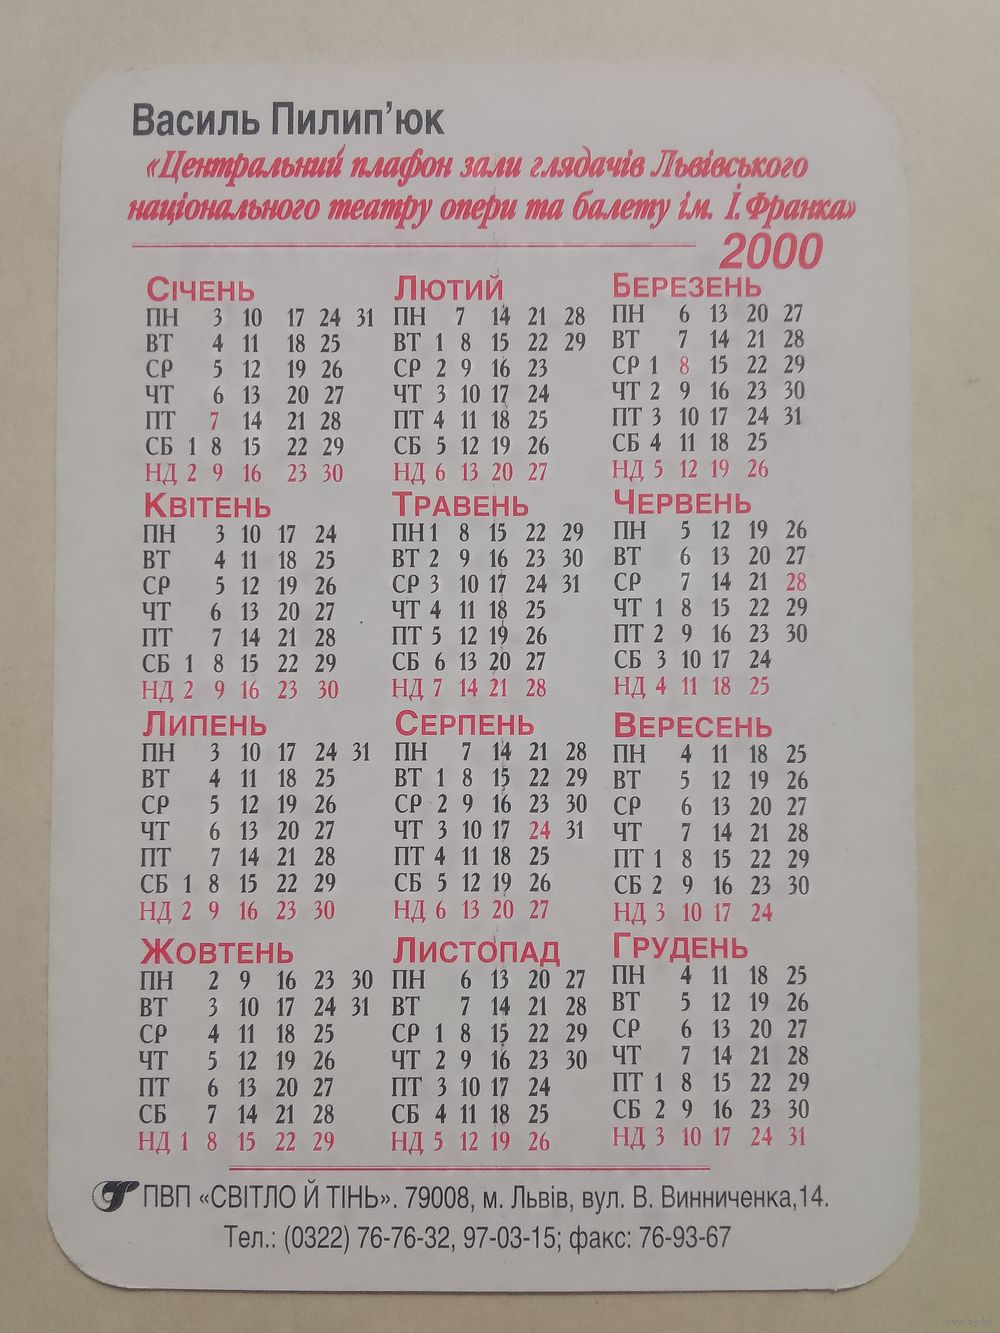 Василь Пилип'юк
«Центральний плафон зали глядачів Львівського
національного театру опери та балету ім. І. Франка»
2000
Січень
ПН 3 10 17 24 31
ВТ 4 11 18 25
СР 5 12 19 26
ЧТ 6 13 20 27
ПТ 7 14 21 28
СБ 1 8 15 22 29
НД 2 9 16 23 30
Лютий
ПН 7 14 21 28
ВТ 1 8 15 22 29
СР 2 9 16 23
ЧТ 3 10 17 24
ПТ 4 11 18 25
СБ 5 12 19 26
НД 6 13 20 27
Березень
ПН 6 13 20 27
ВТ 7 14 21 28
СР 1 8 15 22 29
ЧТ 2 9 16 23 30
ПТ 3 10 17 24 31
СБ 4 11 18 25
НД 5 12 19 26
Квітень
ПН 3 10 17 24
ВТ 4 11 18 25
СР 5 12 19 26
ЧТ 6 13 20 27
ПТ 7 14 21 28
СБ 1 8 15 22 29
НД 2 9 16 23 30
Травень
ПН 1 8 15 22 29
ВТ 2 9 16 23 30
СР 3 10 17 24 31
ЧТ 4 11 18 25
ПТ 5 12 19 26
СБ 6 13 20 27
НД 7 14 21 28
Червень
ПН 5 12 19 26
ВТ 6 13 20 27
СР 7 14 21 28
ЧТ 1 8 15 22 29
ПТ 2 9 16 23 30
СБ 3 10 17 24
НД 4 11 18 25
Липень
ПН 3 10 17 24 31
ВТ 4 11 18 25
СР 5 12 19 26
ЧТ 6 13 20 27
ПТ 7 14 21 28
СБ 1 8 15 22 29
НД 2 9 16 23 30
Серпень
ПН 7 14 21 28
ВТ 1 8 15 22 29
СР 2 9 16 23 30
ЧТ 3 10 17 24 31
ПТ 4 11 18 25
СБ 5 12 19 26
НД 6 13 20 27
Вересень
ПН 4 11 18 25
ВТ 5 12 19 26
СР 6 13 20 27
ЧТ 7 14 21 28
ПТ 1 8 15 22 29
СБ 2 9 16 23 30
НД 3 10 17 24
Жовтень
ПН 2 9 16 23 30
ВТ 3 10 17 24 31
СР 4 11 18 25
ЧТ 5 12 19 26
ПТ 6 13 20 27
СБ 7 14 21 28
НД 1 8 15 22 29
Листопад
ПН 6 13 20 27
ВТ 7 14 21 28
СР 1 8 15 22 29
ЧТ 2 9 16 23 30
ПТ 3 10 17 24
СБ 4 11 18 25
НД 5 12 19 26
Грудень
ПН 4 11 18 25
ВТ 5 12 19 26
СР 6 13 20 27
ЧТ 7 14 21 28
ПТ 1 8 15 22 29
СБ 2 9 16 23 30
НД 3 10 17 24 31
ПВП «СВІТЛО Й ТІНЬ». 79008, м. Львів, вул. В. Винниченка,14.
Тел.: (0322) 76-76-32, 97-03-15; факс: 76-93-67
www.ay.by